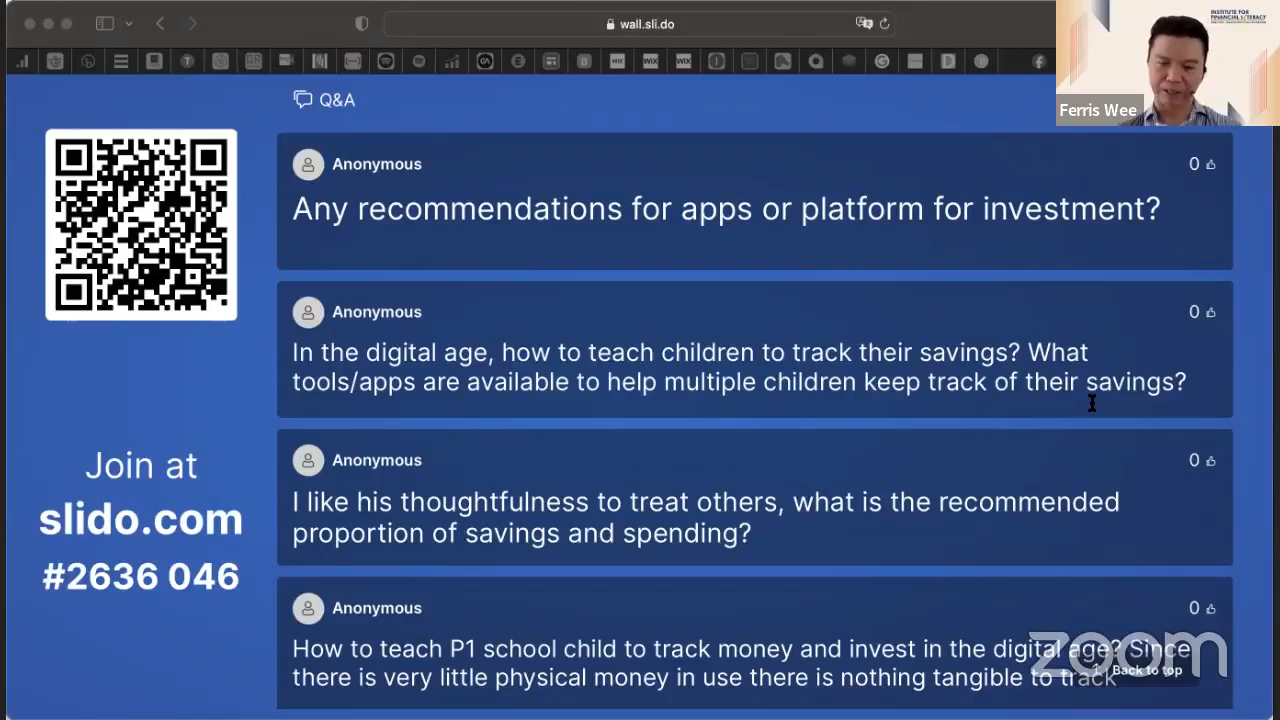 wall.sli.do
INSTITUTE FOR
FINANCIAL LITERACY
Ferris Wee
Q&A
Anonymous
0
Any recommendations for apps or platform for investment?
Anonymous
0
In the digital age, how to teach children to track their savings? What
tools/apps are available to help multiple children keep track of their savings?
Anonymous
0
I like his thoughtfulness to treat others, what is the recommended
proportion of savings and spending?
Anonymous
0
How to teach P1 school child to track money and invest in the digital age? Since
there is very little physical money in use there is nothing tangible to track
Join at
slido.com
#2636 046
zoom
↑ Back to top